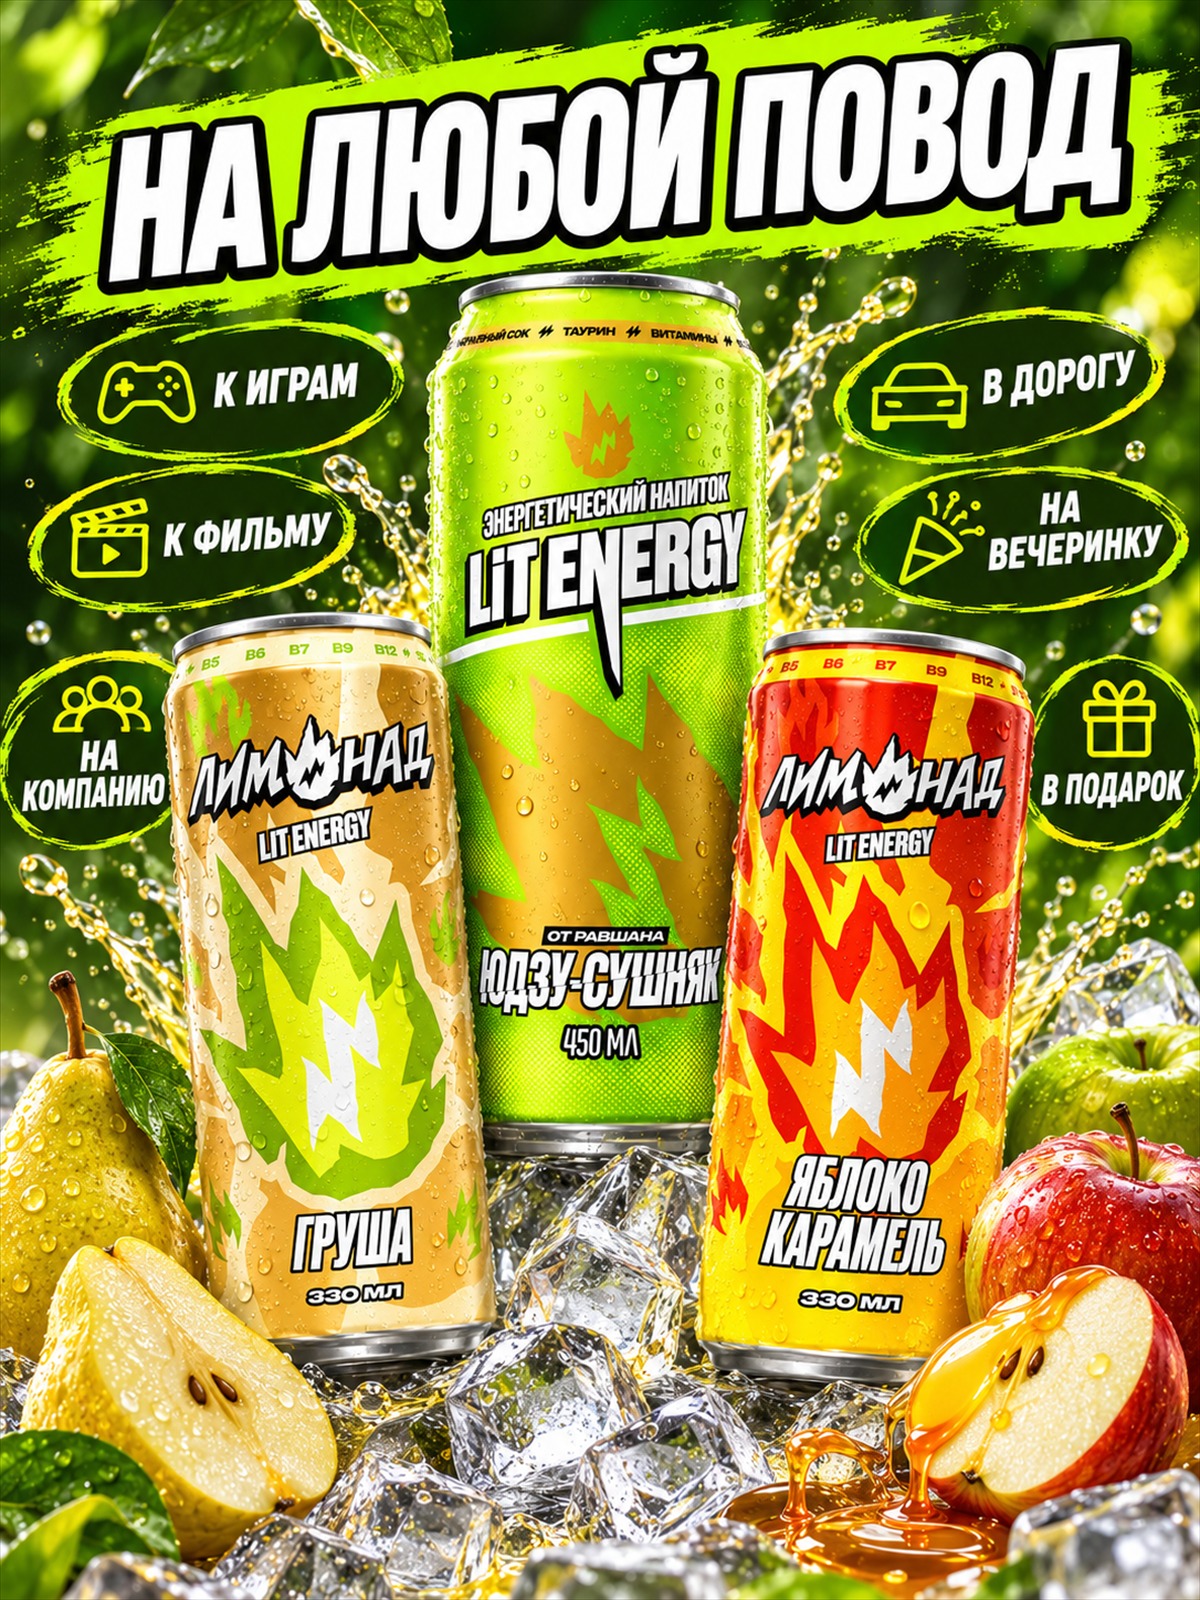 НА ЛЮБОЙ ПОВОД
К ИГРАМ
К ФИЛЬМУ
НА
КОМПАНИЮ
В ДОРОГУ
НА
ВЕЧЕРИНКУ
В ПОДАРОК
СОК ТАУРИН ВИТАМИНЫ
ЭНЕРГЕТИЧЕСКИЙ НАПИТОК
LiT ENERGY
ОТ РАВШАНА
ЮДЗУ-СУШНЯК
450 МЛ
B5 B6 B7 B9 B12
ЛИМОНАД
LIT ENERGY
ГРУША
330 МЛ
B5 B6 B7 B9 B12
ЛИМОНАД
LIT ENERGY
ЯБЛОКО
КАРАМЕЛЬ
330 МЛ